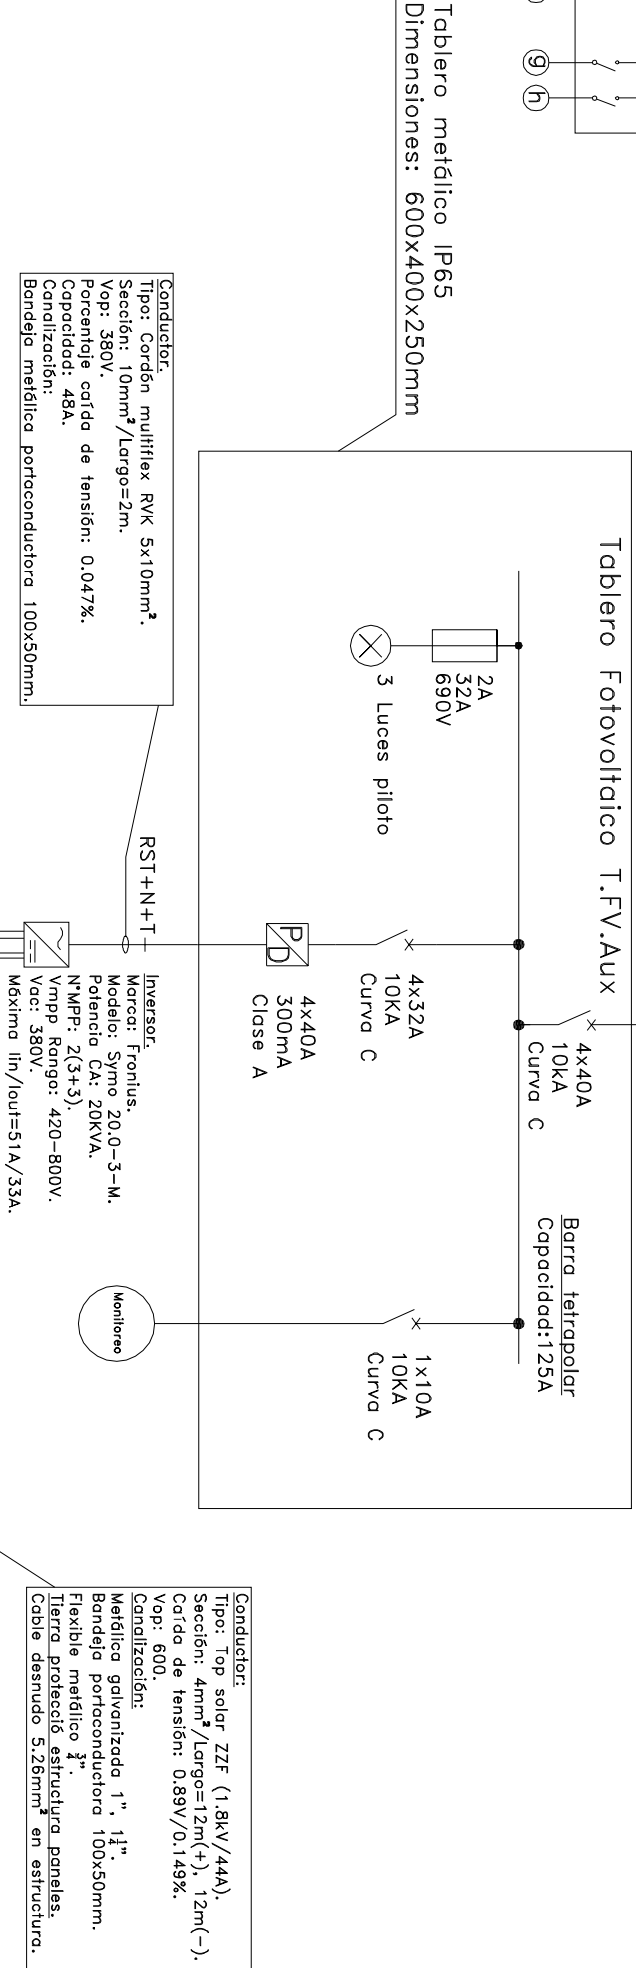 g
h
Tablero metálico IP65
Dimensiones: 600x400x250mm
Tablero Fotovoltaico T.FV.Aux
2A
32A
690V
3 Luces piloto
4x40A
10kA
Curva C
4x32A
10KA
Curva C
P
D
4x40A
300mA
Clase A
Barra tetrapolar
Capacidad:125A
1x10A
10KA
Curva C
Monitoreo
RST+N+T
Conductor.
Tipo: Cordón multiflex RVK 5x10mm².
Sección: 10mm²/Largo=2m.
Vop: 380V.
Porcentaje caída de tensión: 0.047%.
Capacidad: 48A.
Canalización:
Bandeja metálica portaconductora 100x50mm.
Inversor.
Marca: Fronius.
Modelo: Symo 20.0-3-M.
Potencia CA: 20KVA.
N°MPP: 2(3+3).
Vmpp Rango: 420-800V.
Vac: 380V.
Máxima Iin/Iout=51A/33A.
Conductor:
Tipo: Top solar ZZF (1.8kV/44A).
Sección: 4mm²/Largo=12m(+), 12m(-).
Caída de tensión: 0.89V/0.149%.
Vop: 600.
Canalización:
Metálica galvanizada 1", 1¼".
Bandeja portaconductora 100x50mm.
Flexible metálico ¾".
Tierra protecció estructura paneles.
Cable desnudo 5.26mm² en estructura.